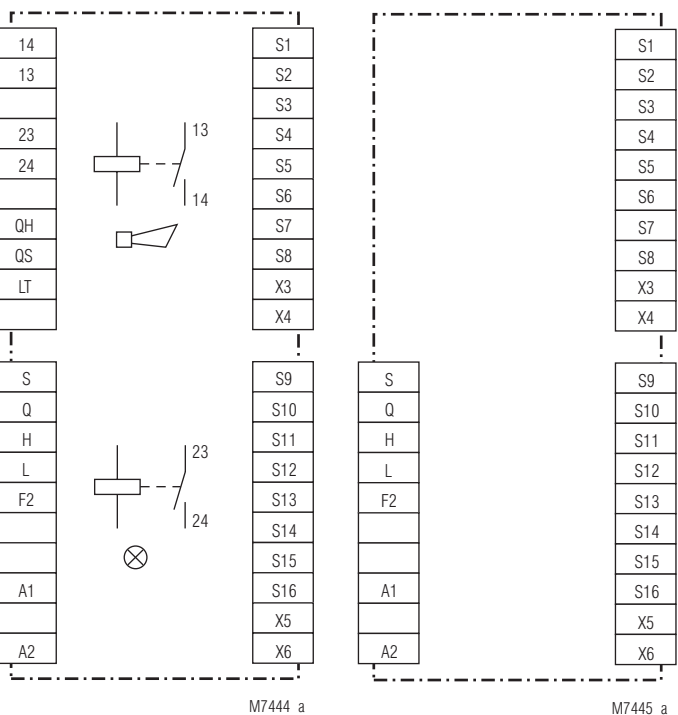 14
13
23
24
QH
QS
LT
S
Q
H
L
F2
A1
A2
13
14
23
24
S1
S2
S3
S4
S5
S6
S7
S8
X3
X4
S9
S10
S11
S12
S13
S14
S15
S16
X5
X6
M7444_a
S
Q
H
L
F2
A1
A2
S1
S2
S3
S4
S5
S6
S7
S8
X3
X4
S9
S10
S11
S12
S13
S14
S15
S16
X5
X6
M7445_a